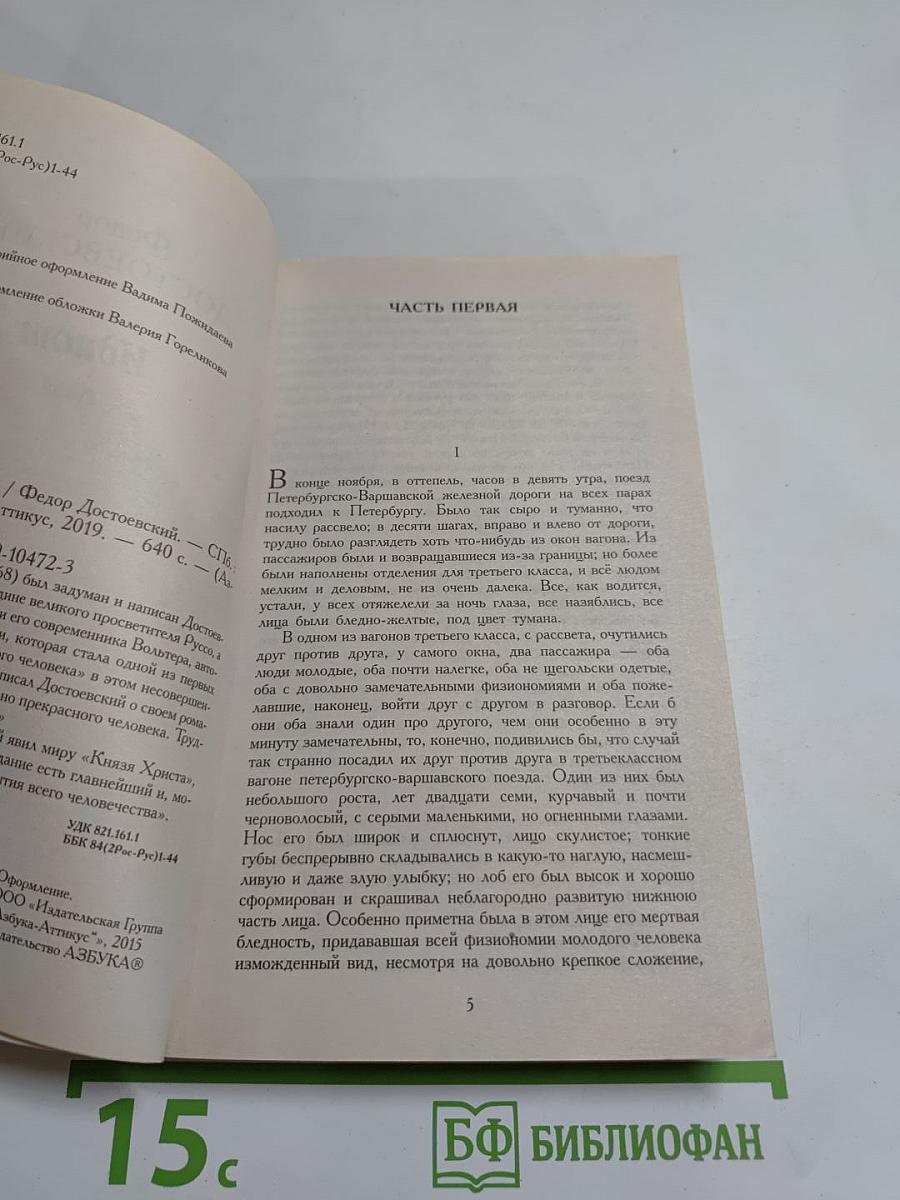 61.1
Рос-Рус)1-44
рийное оформление Вадима Пожидаева
мление обложки Валерия Гореликова
/ Федор Достоевский. — СПб. :
ттикус, 2019. — 640 с. — (Аз-
-10472-3
68) был задуман и написан Достоев-
дине великого просветителя Руссо, а
и его современника Вольтера, авто-
и, которая стала одной из первых
го человека» в этом несовершен-
писал Достоевский о своем рома-
но прекрасного человека. Труд-
»
й явил миру «Князя Христа»,
дание есть главнейший и, мо-
тия всего человечества».
УДК 821.161.1
ББК 84(2Рос-Рус)1-44
Оформление.
ООО «Издательская Группа
Азбука-Аттикус“», 2015
дательство АЗБУКА®
ЧАСТЬ ПЕРВАЯ
I
В конце ноября, в оттепель, часов в девять утра, поезд
Петербургско-Варшавской железной дороги на всех парах
подходил к Петербургу. Было так сыро и туманно, что
насилу рассвело; в десяти шагах, вправо и влево от дороги,
трудно было разглядеть хоть что-нибудь из окон вагона. Из
пассажиров были и возвращавшиеся из-за границы; но более
были наполнены отделения для третьего класса, и всё людом
мелким и деловым, не из очень далека. Все, как водится,
устали, у всех отяжелели за ночь глаза, все назяблись, все
лица были бледно-желтые, под цвет тумана.
В одном из вагонов третьего класса, с рассвета, очутились
друг против друга, у самого окна, два пассажира — оба
люди молодые, оба почти налегке, оба не щегольски одетые,
оба с довольно замечательными физиономиями и оба поже-
лавшие, наконец, войти друг с другом в разговор. Если б
они оба знали один про другого, чем они особенно в эту
минуту замечательны, то, конечно, подивились бы, что случай
так странно посадил их друг против друга в третьеклассном
вагоне петербургско-варшавского поезда. Один из них был
небольшого роста, лет двадцати семи, курчавый и почти
черноволосый, с серыми маленькими, но огненными глазами.
Нос его был широк и сплюснут, лицо скулистое; тонкие
губы беспрерывно складывались в какую-то наглую, насмеш-
ливую и даже злую улыбку; но лоб его был высок и хорошо
сформирован и скрашивал неблагородно развитую нижнюю
часть лица. Особенно приметна была в этом лице его мертвая
бледность, придававшая всей физиономии молодого человека
изможденный вид, несмотря на довольно крепкое сложение,
5
15 с
БФ БИБЛИОФАН